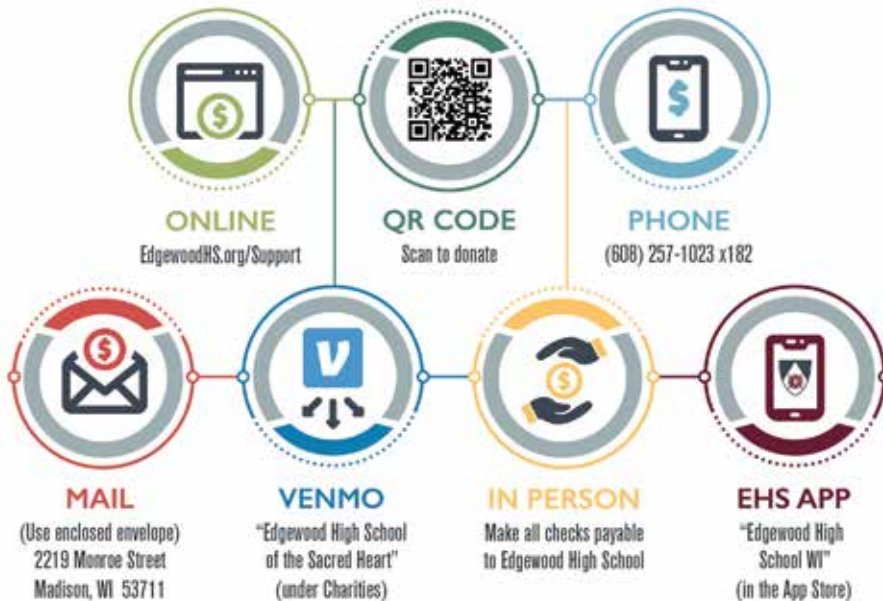 ONLINE
EdgewoodHS.org/Support
QR CODE
Scan to donate
PHONE
(608) 257-1023 x182
MAIL
(Use enclosed envelope)
2219 Monroe Street
Madison, WI 53711
VENMO
“Edgewood High School
of the Sacred Heart”
(under Charities)
IN PERSON
Make all checks payable
to Edgewood High School
EHS APP
“Edgewood High
School WI”
(in the App Store)